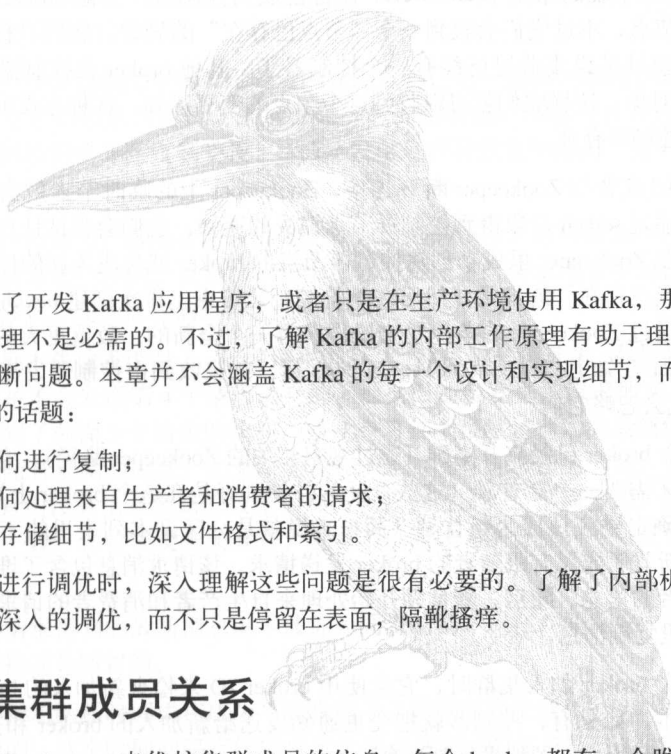 了开发 Kafka 应用程序，或者只是在生产环境使用 Kafka，那
理不是必需的。不过，了解 Kafka 的内部工作原理有助于理
断问题。本章并不会涵盖 Kafka 的每一个设计和实现细节，而
的话题：
何进行复制；
何处理来自生产者和消费者的请求；
存储细节，比如文件格式和索引。
进行调优时，深入理解这些问题是很有必要的。了解了内部机
深入的调优，而不只是停留在表面，隔靴搔痒。
集群成员关系